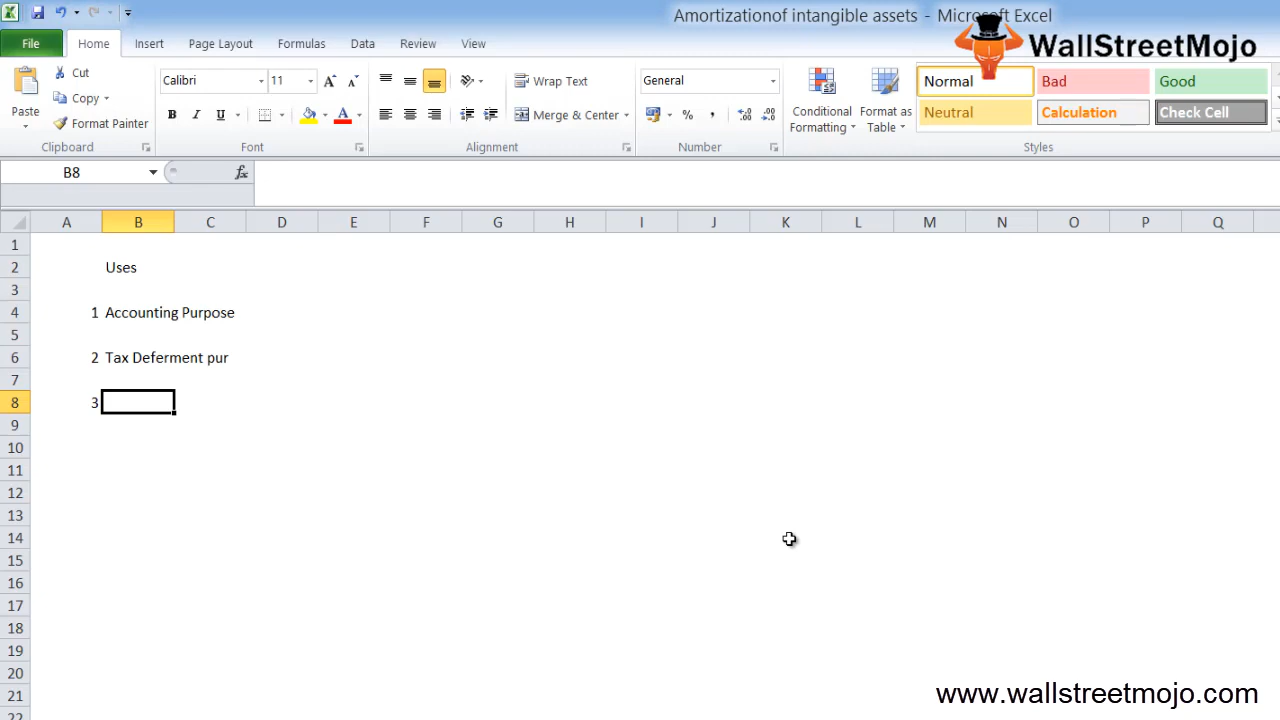 Amortizationof intangible assets - Microsoft Excel
WallStreetMojo
File Home Insert Page Layout Formulas Data Review View
Paste
Cut
Copy
Format Painter
Clipboard
Calibri 11
B I U A
Font
Wrap Text
Merge & Center
Alignment
General
% ,
Number
Conditional Formatting
Format as Table
Normal Bad Good
Neutral Calculation Check Cell
Styles
B8 fx
A B C D E F G H I J K L M N O P Q
1
2 Uses
3
4 1 Accounting Purpose
5
6 2 Tax Deferment pur
7
8 3
9
10
11
12
13
14
15
16
17
18
19
20
21
22
www.wallstreetmojo.com